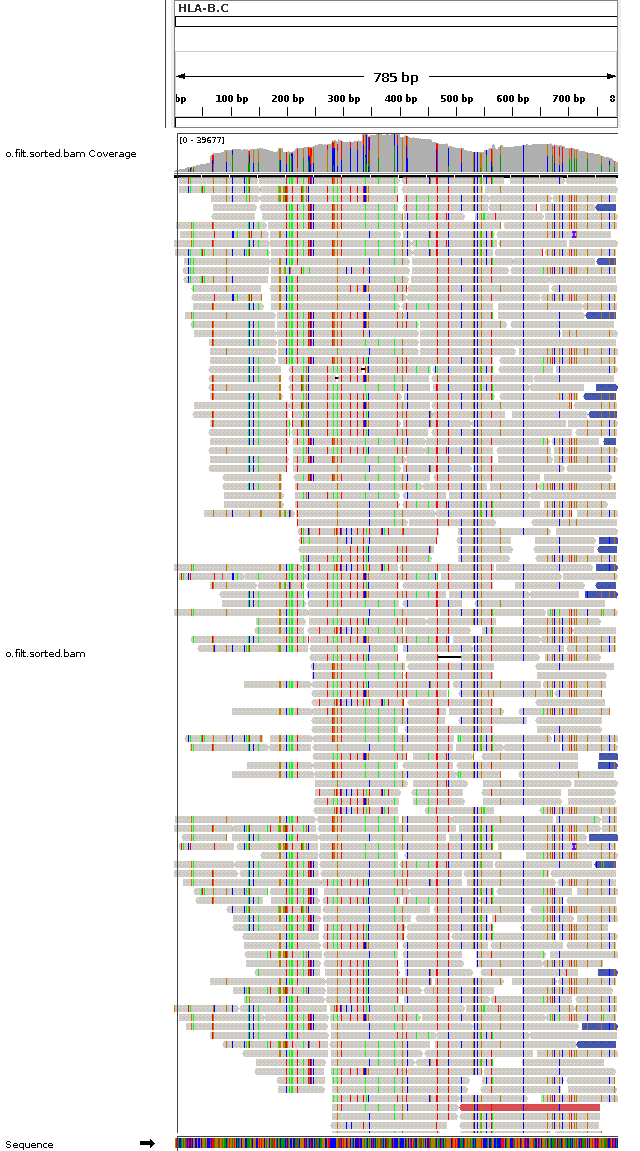 HLA-B.C
785 bp
bp 100 bp 200 bp 300 bp 400 bp 500 bp 600 bp 700 bp 8
[0 - 39677]
o.filt.sorted.bam Coverage
o.filt.sorted.bam
Sequence